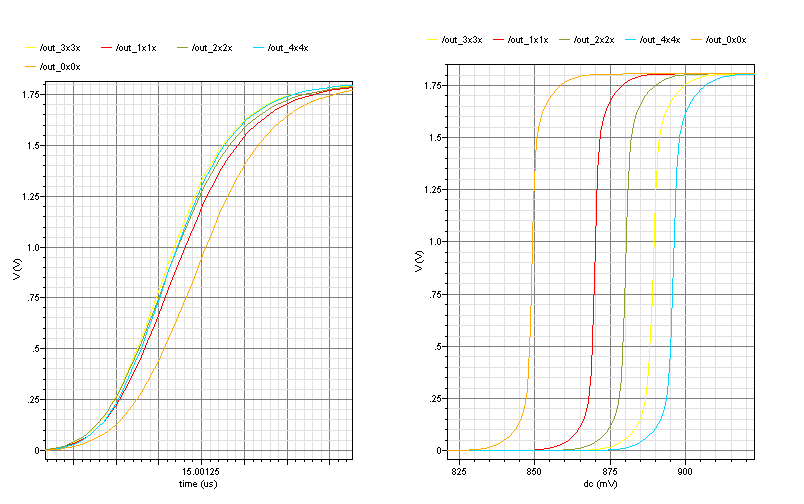 /out_3x3x /out_1x1x /out_2x2x /out_4x4x
/out_0x0x
1.75
1.5
1.25
1.0
.75
.5
.25
0
V (V)
15.00125
time (us)
/out_3x3x /out_1x1x /out_2x2x /out_4x4x /out_0x0x
1.75
1.5
1.25
1.0
.75
.5
.25
0
V (V)
825 850 875 900
dc (mV)